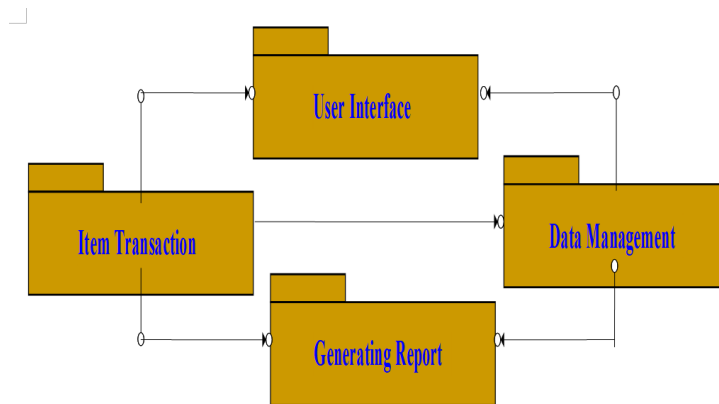 User Interface
Item Transaction
Data Management
Generating Report